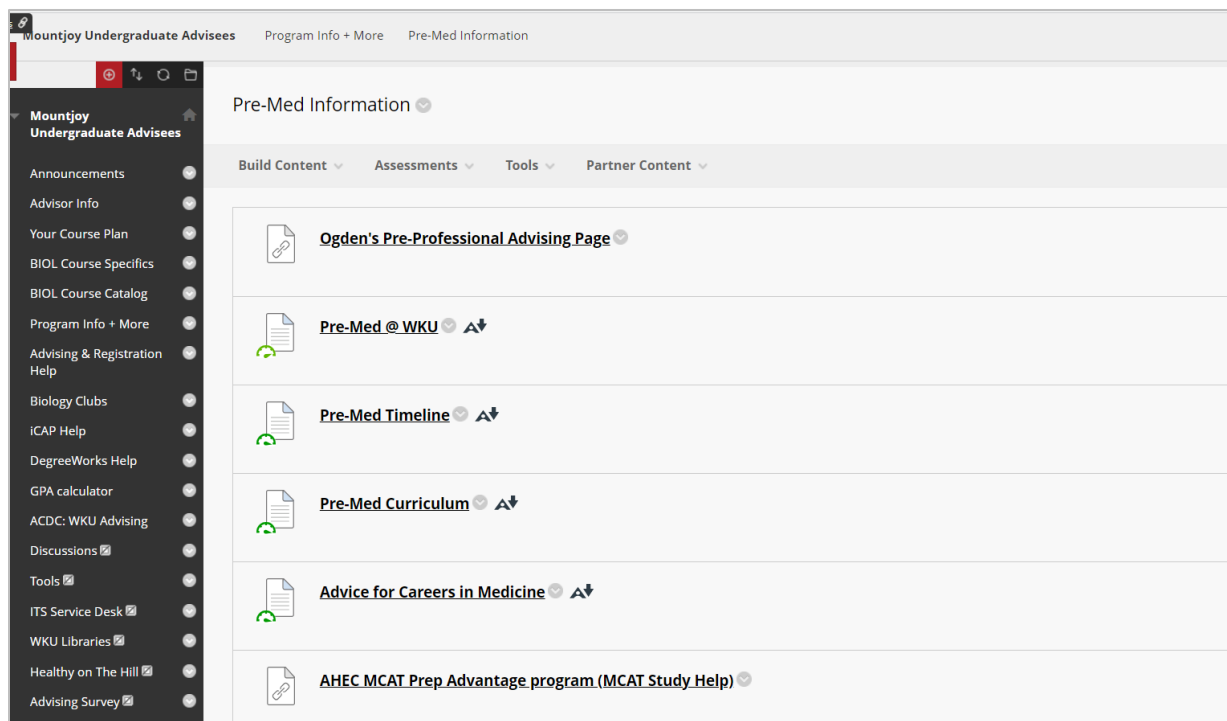 Mountjoy Undergraduate Advisees Program Info + More Pre-Med Information
Mountjoy
Undergraduate Advisees
Announcements
Advisor Info
Your Course Plan
BIOL Course Specifics
BIOL Course Catalog
Program Info + More
Advising & Registration
Help
Biology Clubs
iCAP Help
DegreeWorks Help
GPA calculator
ACDC: WKU Advising
Discussions
Tools
ITS Service Desk
WKU Libraries
Healthy on The Hill
Advising Survey
Pre-Med Information
Build Content Assessments Tools Partner Content
Ogden's Pre-Professional Advising Page
Pre-Med @ WKU
Pre-Med Timeline
Pre-Med Curriculum
Advice for Careers in Medicine
AHEC MCAT Prep Advantage program (MCAT Study Help)